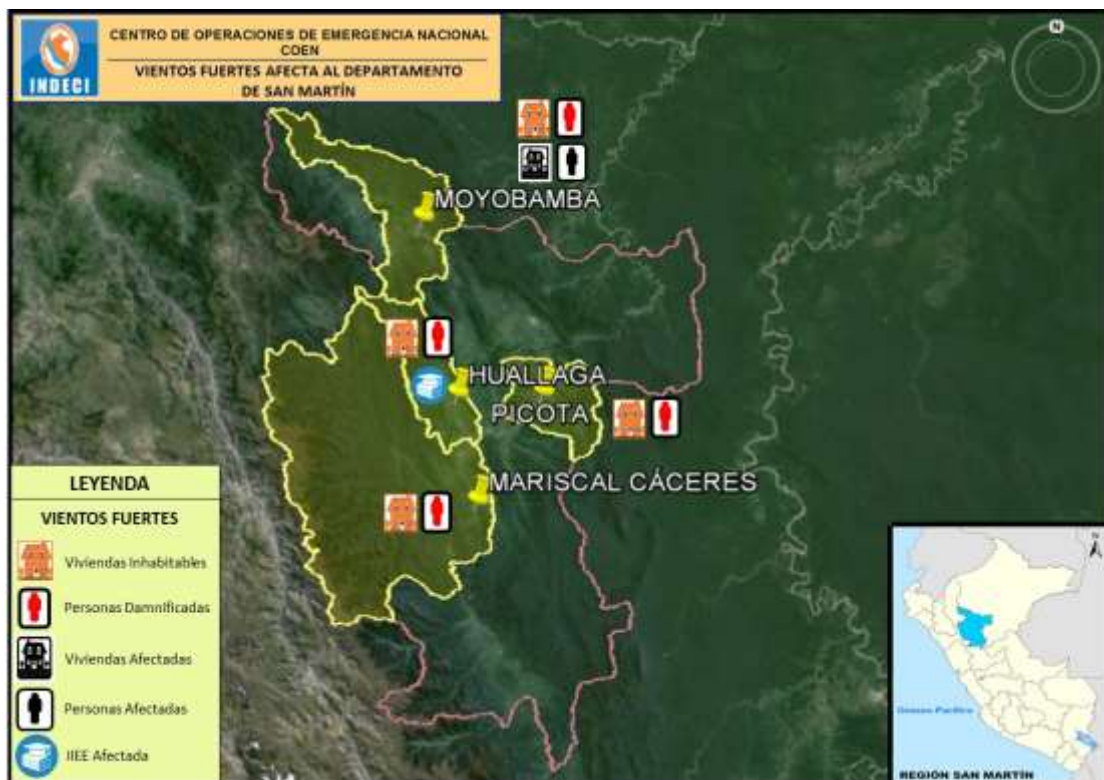 INDECI
CENTRO DE OPERACIONES DE EMERGENCIA NACIONAL
COEN
VIENTOS FUERTES AFECTA AL DEPARTAMENTO
DE SAN MARTÍN
N
MOYOBAMBA
HUALLAGA
PICOTA
MARISCAL CÁCERES
LEYENDA
VIENTOS FUERTES
Viviendas Inhabitables
Personas Damnificadas
Viviendas Afectadas
Personas Afectadas
IIEE Afectada
N
Océano Pacífico
REGIÓN SAN MARTÍN